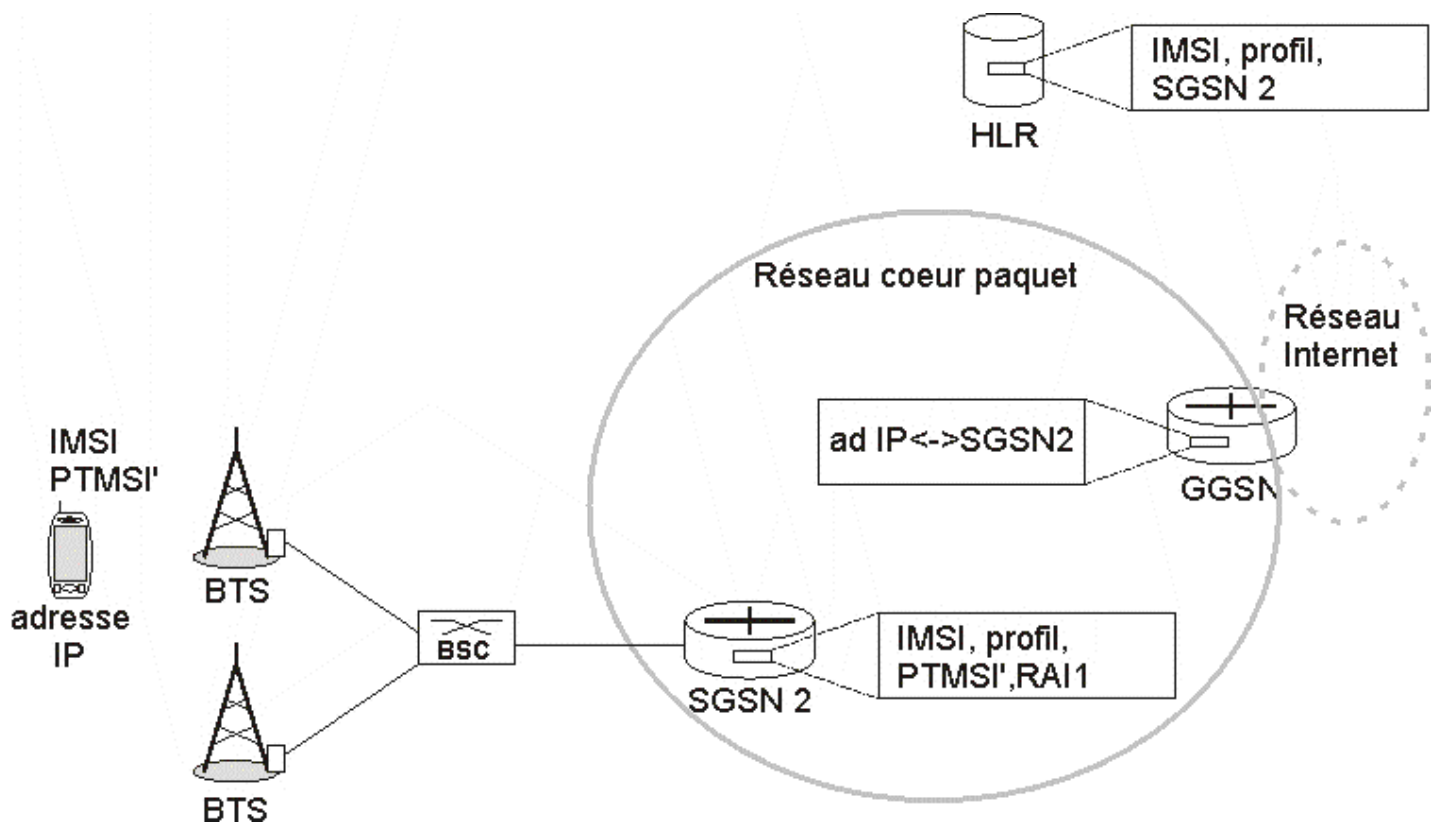 IMSI, profil,
SGSN 2
HLR
Réseau coeur paquet
Réseau
Internet
ad IP<->SGSN2
GGSN
IMSI
PTMSI'
adresse
IP
BTS
BSC
SGSN 2
IMSI, profil,
PTMSI',RAI1
BTS